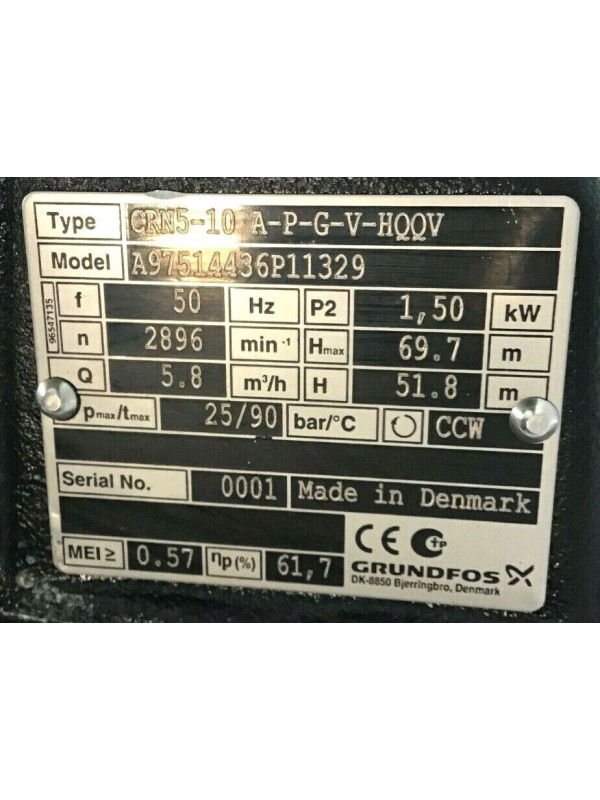 Type CRN5-10 A-P-G-V-HQQV
Model A97514436P11329
96547135
f 50 Hz P2 1,50 kW
n 2896 min⁻¹ Hmax 69.7 m
Q 5.8 m³/h H 51.8 m
pmax/tmax 25/90 bar/°C CCW
Serial No. 0001 Made in Denmark
CE
MEI ≥ 0.57 ηp(%) 61,7 GRUNDFOS
DK-8850 Bjerringbro, Denmark